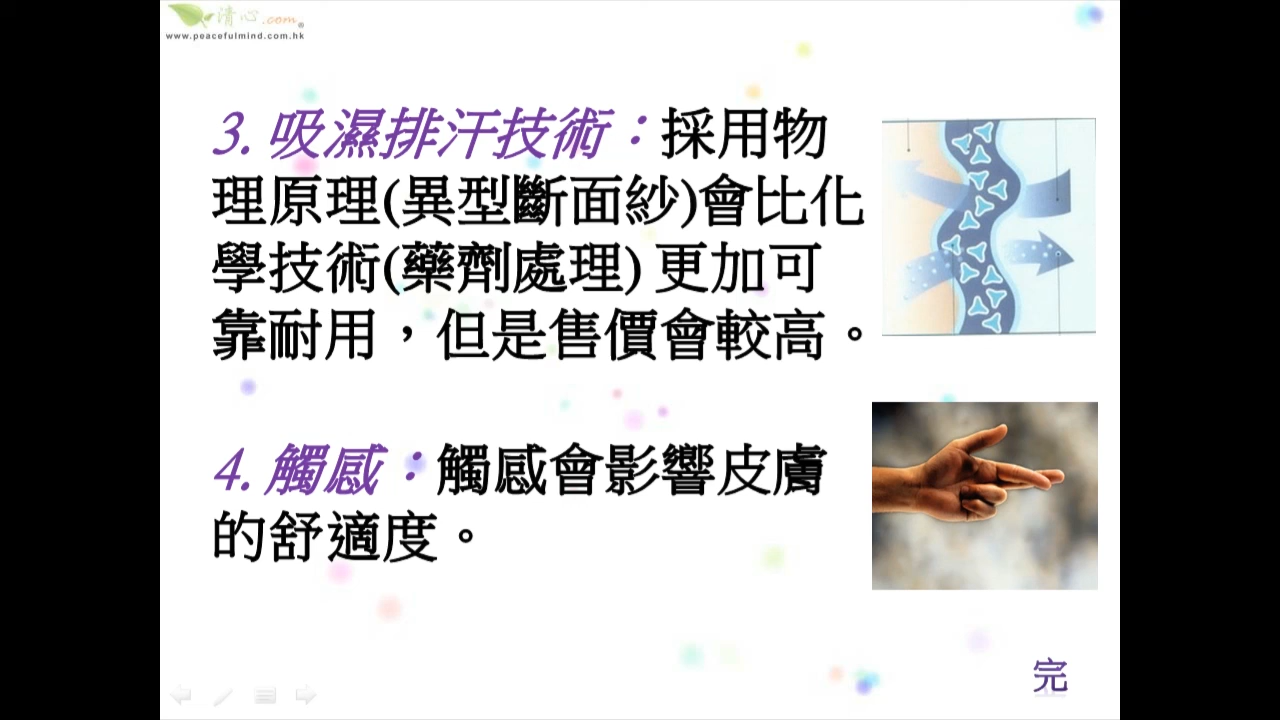 清心.com®
www.peacefulmind.com.hk
3. 吸濕排汗技術：採用物
理原理(異型斷面紗)會比化
學技術(藥劑處理) 更加可
靠耐用，但是售價會較高。
4. 觸感：觸感會影響皮膚
的舒適度。
完